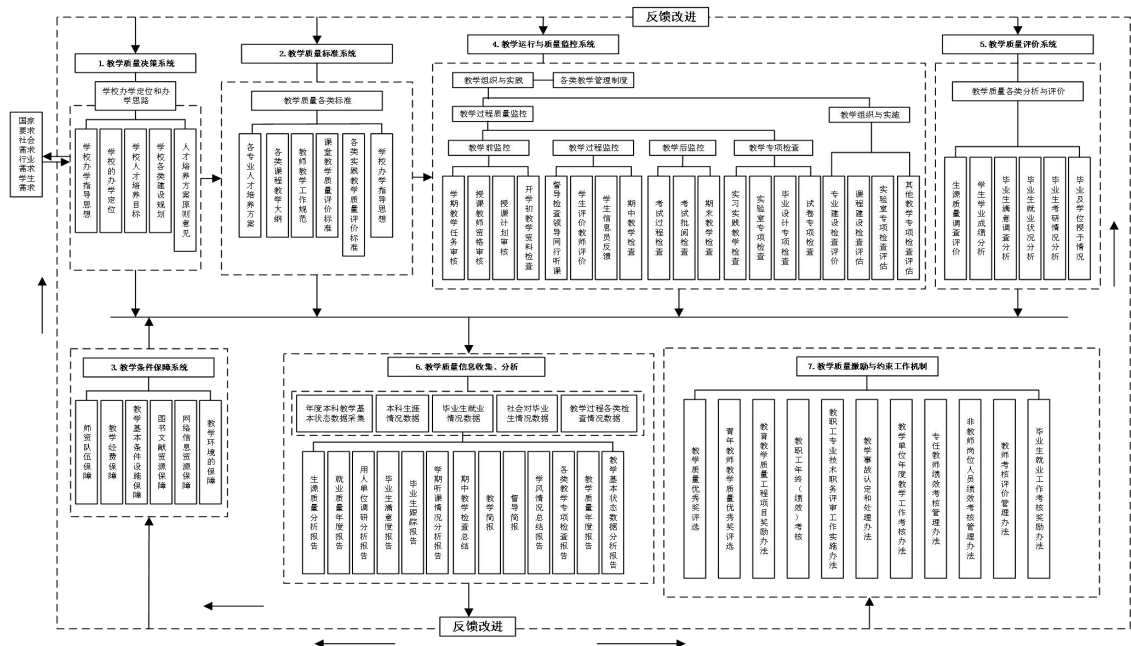 反馈改进
1. 教学质量决策系统
2. 教学质量标准系统
4. 教学运行与质量监控系统
5. 教学质量评价系统
国家
要求
社会
需求
行业
需求
学生
需求
学校办学定位和办
学思路
学校办学指导思想
学校的办学定位
学校人才培养目标
学校各类建设规划
人才培养方案原则意见
教学质量各类标准
各专业人才培养方案
各类课程教学大纲
教师教学工作规范
课堂教学质量评价标准
各类实践教学质量评价标准
学校办学指导思想
教学组织与实践
各类教学管理制度
教学过程质量监控
教学组织与实施
教学前监控
教学过程监控
教学后监控
教学专项检查
学期教学任务审核
授课教师资格审核
授课计划审核
开学初教学资料检查
督导检查领导同行听课
学生评价教师评价
学生信息员反馈
期中教学检查
考试过程检查
考试批阅检查
期末教学检查
实习实践教学检查
实验室专项检查
毕业设计专项检查
试卷专项检查
专业建设检查评价
课程建设检查评估
实验室专项检查评估
其他教学专项检查评估
教学质量各类分析与评价
生源质量调查评价
学生学业成绩分析
毕业生满意调查分析
毕业生就业状况分析
毕业生考研情况分析
毕业及学位授予情况
3. 教学条件保障系统
师资队伍保障
教学经费保障
教学基本条件设施保障
图书文献资源保障
网络信息资源保障
教学环境的保障
6. 教学质量信息收集、分析
年度本科教学基
本状态数据采集
本科生涯
情况数据
毕业生就业
情况数据
社会对毕业
生情况数据
教学过程各类检
查情况数据
生源质量分析报告
就业质量年度报告
用人单位调研分析报告
毕业生满意度报告
毕业生跟踪报告
学期听课情况分析报告
期中教学检查总结
教学简报
督导简报
学风情况总结报告
各类教学专项检查报告
教学质量年度报告
教学基本状态数据分析报告
7. 教学质量激励与约束工作机制
教学质量优秀奖评选
青年教师教学质量优秀奖评选
教育教学质量工程项目奖励办法
教职工年终（绩效）考核
教职工专业技术职务评审工作实施办法
教学事故认定和处理办法
教学单位年度教学工作考核办法
专任教师绩效考核管理办法
非教师岗位人员绩效考核管理办法
教师考核评价管理办法
毕业生就业工作考核奖励办法
反馈改进